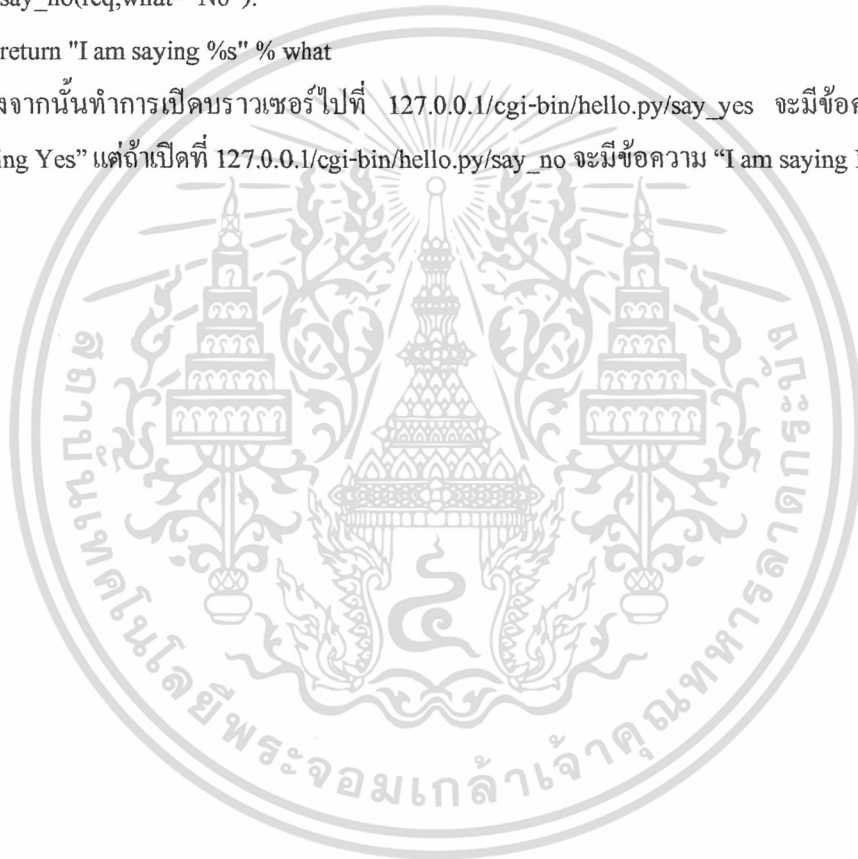 say_no(req,what="No"):
return "I am saying %s" % what
งจากนั้นทำการเปิดบราวเซอร์ไปที่ 127.0.0.1/cgi-bin/hello.py/say_yes จะมีข้อค
ing Yes” แต่ถ้าเปิดที่ 127.0.0.1/cgi-bin/hello.py/say_no จะมีข้อความ “I am saying
สถาบันเทคโนโลยีพระจอมเกล้าเจ้าคุณทหารลาดกระบัง